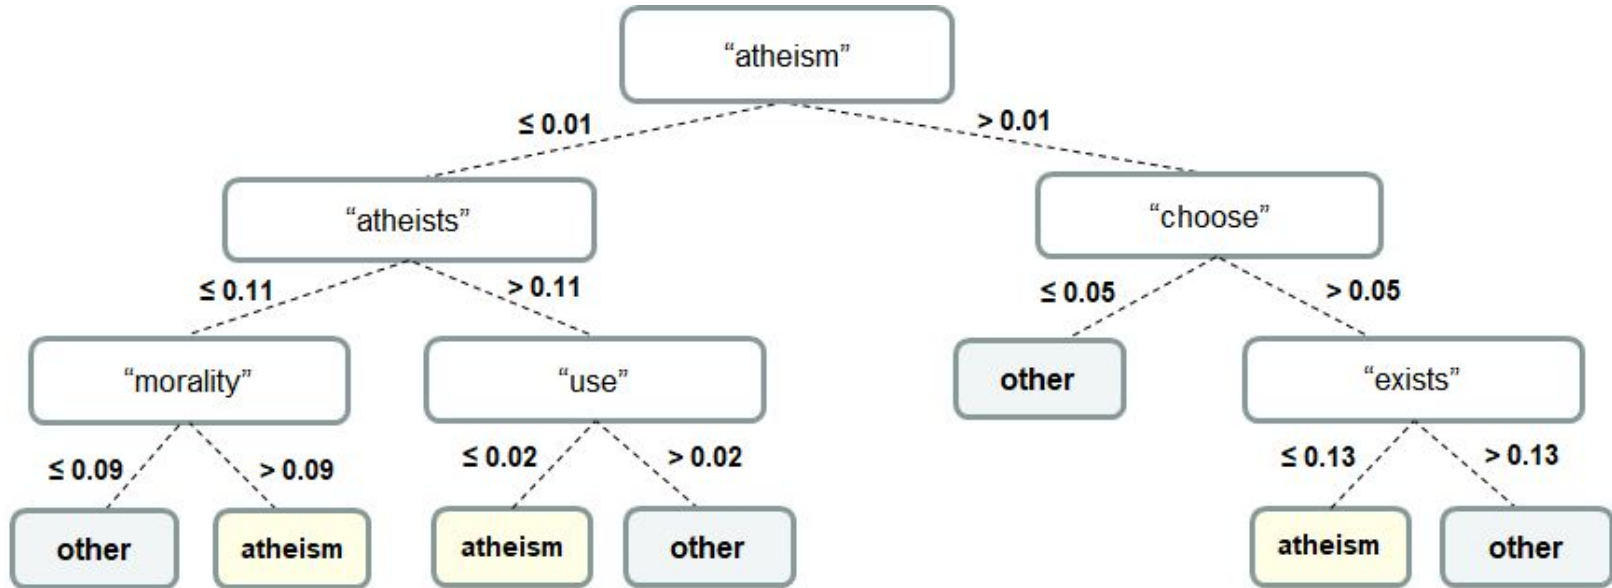 “atheism”
≤ 0.01
> 0.01
“atheists”
“choose”
≤ 0.11
> 0.11
≤ 0.05
> 0.05
“morality”
“use”
other
“exists”
≤ 0.09
> 0.09
≤ 0.02
> 0.02
≤ 0.13
> 0.13
other
atheism
atheism
other
atheism
other